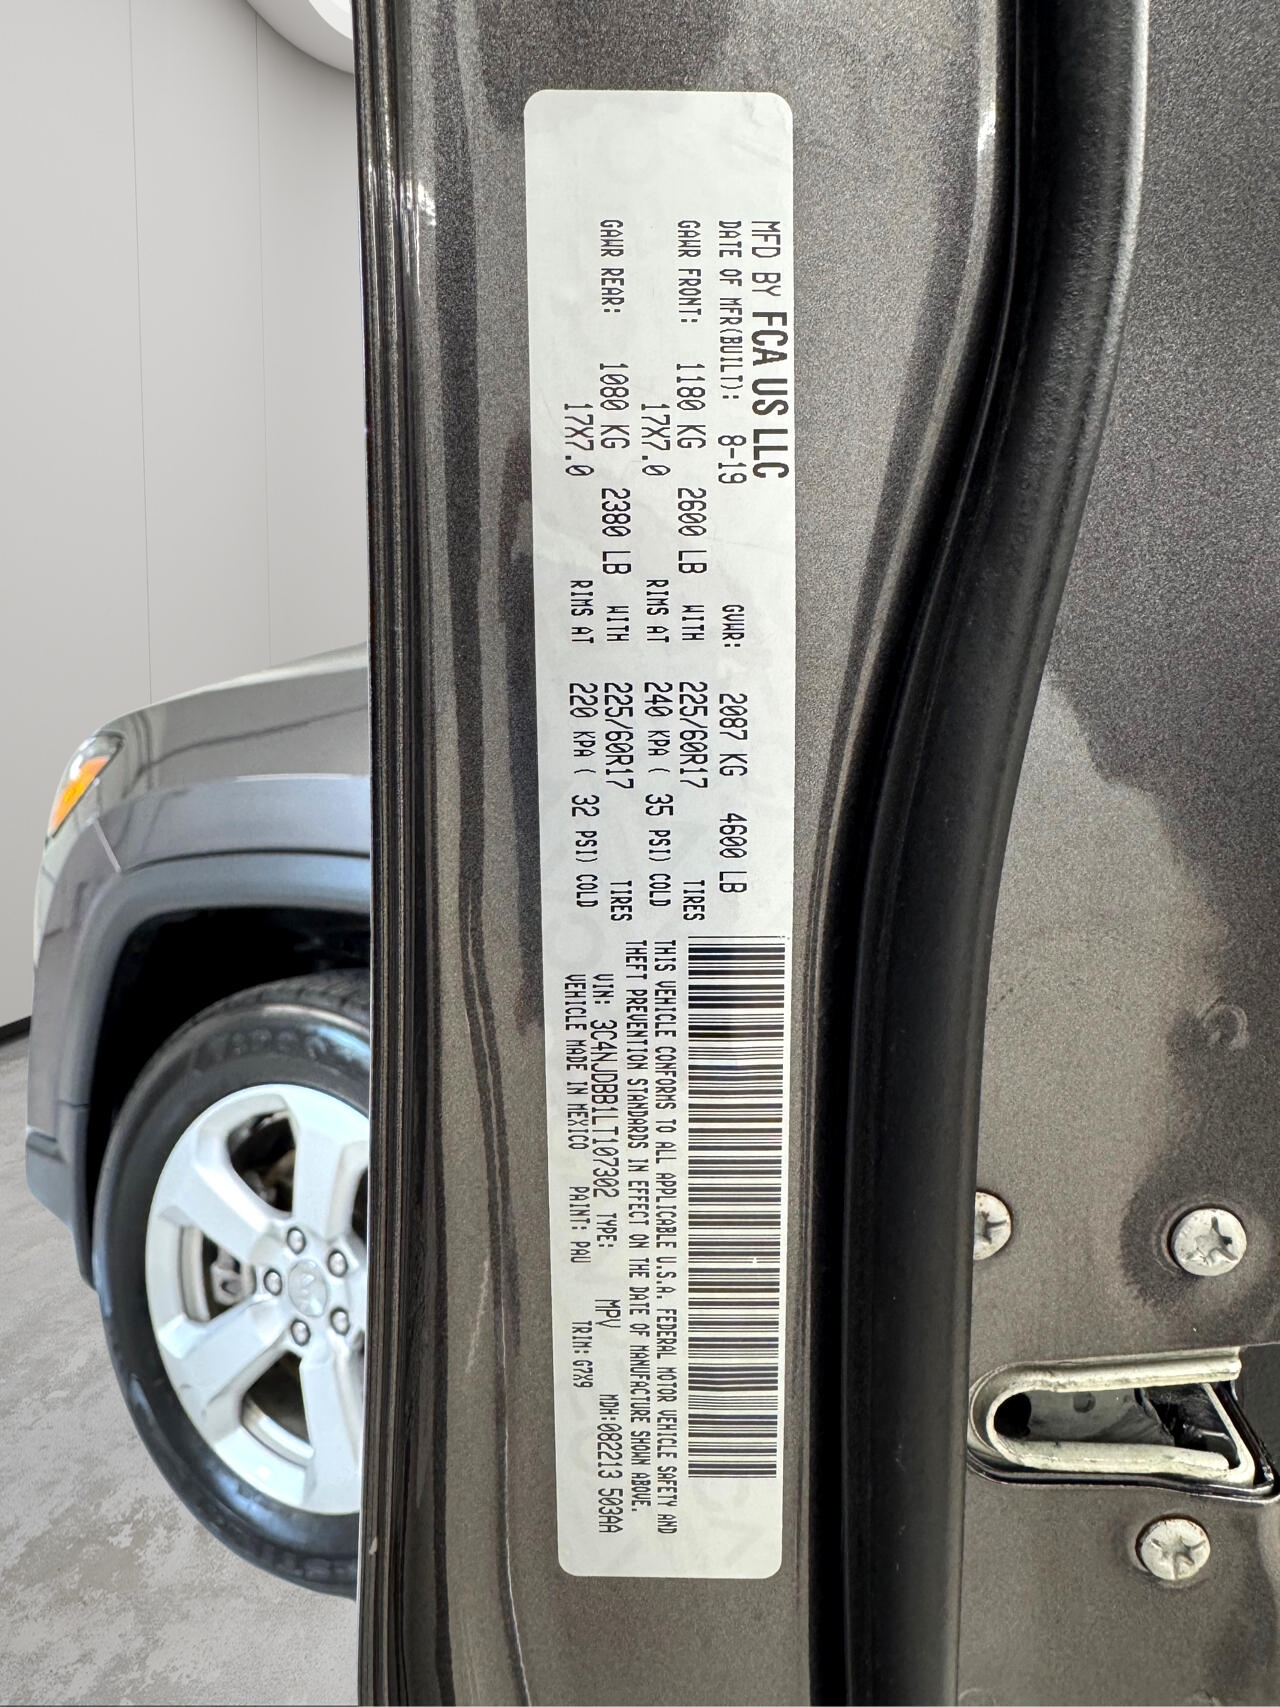 MFD BY FCA US LLC
DATE OF MFR(BUILT): 8-19 GVWR: 2087 KG 4600 LB
GAWR FRONT: 1180 KG 2600 LB WITH 225/60R17 TIRES
17X7.0 RIMS AT 240 KPA ( 35 PSI) COLD
GAWR REAR: 1080 KG 2380 LB WITH 225/60R17 TIRES
17X7.0 RIMS AT 220 KPA ( 32 PSI) COLD
THIS VEHICLE CONFORMS TO ALL APPLICABLE U.S.A. FEDERAL MOTOR VEHICLE SAFETY AND
THEFT PREVENTION STANDARDS IN EFFECT ON THE DATE OF MANUFACTURE SHOWN ABOVE.
VIN: 3C4NJDBB1LT107302 TYPE: MPV MDH:082213 503AA
VEHICLE MADE IN MEXICO PAINT: PAU TRIM: G7X9